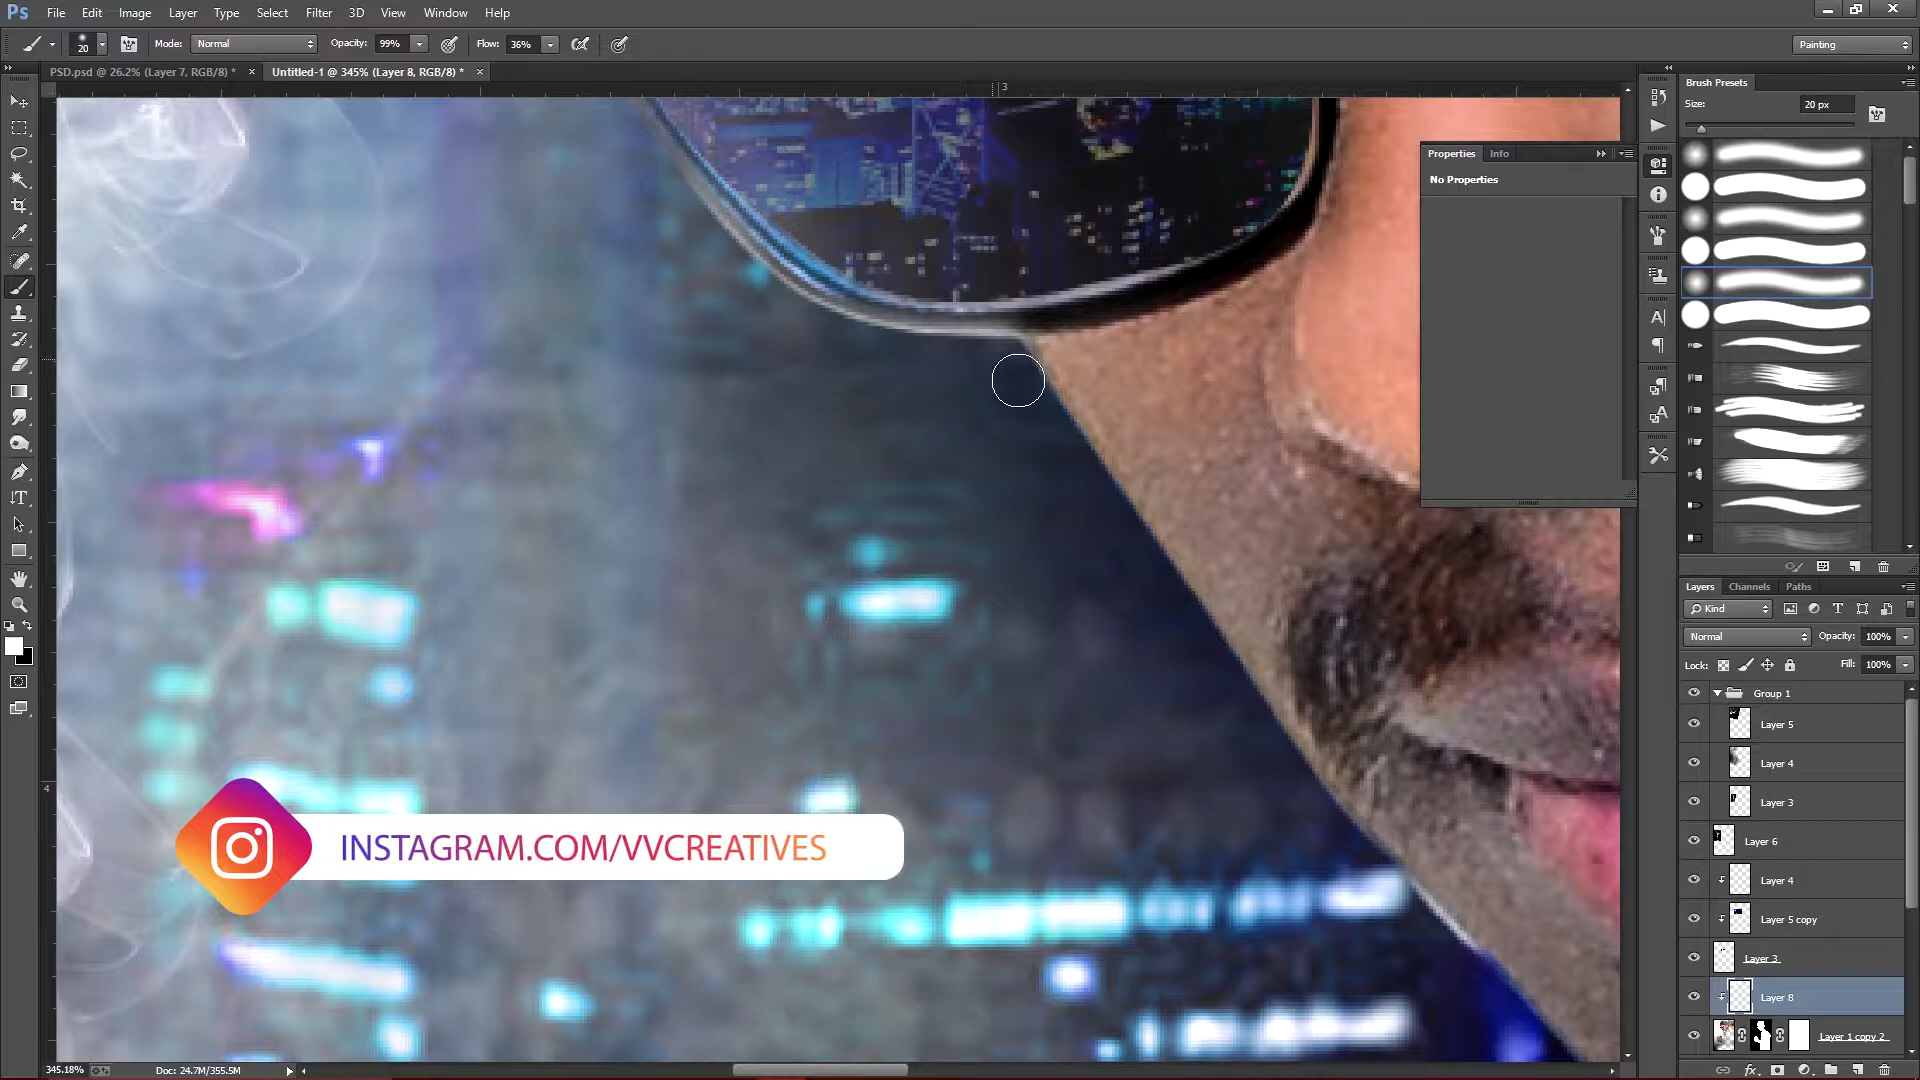 Ps File Edit Image Layer Type Select Filter 3D View Window Help
20 Mode: Normal Opacity: 99% Flow: 36% Painting
PSD.psd @ 26.2% (Layer 7, RGB/8) * × Untitled-1 @ 345% (Layer 8, RGB/8) * ×
3
Brush Presets
Size: 20 px
Properties Info
No Properties
Layers Channels Paths
Kind
Normal Opacity: 100%
Lock: Fill: 100%
Group 1
Layer 5
Layer 4
4
Layer 3
Layer 6
INSTAGRAM.COM/VVCREATIVES
Layer 4
Layer 5 copy
Layer 3
Layer 8
Layer 1 copy 2
345.18% Doc: 24.7M/355.5M